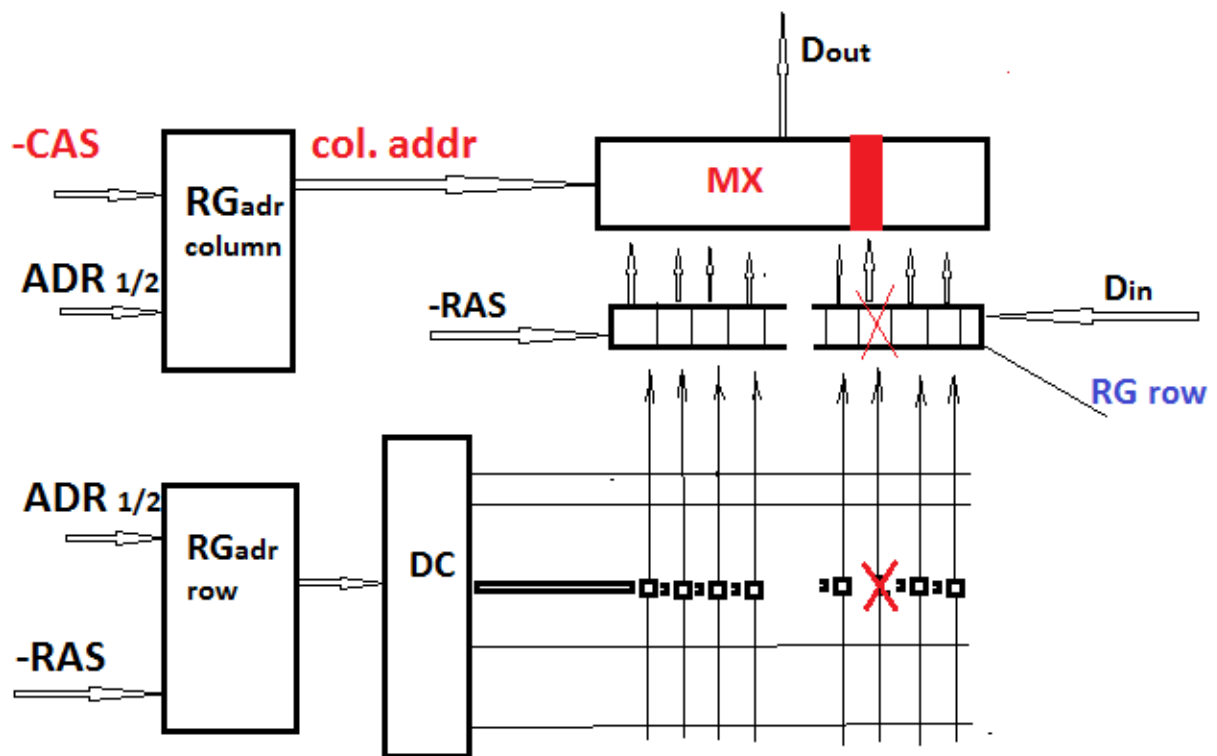 Dout
-CAS
col. addr
MX
RGadr
column
ADR 1/2
-RAS
Din
RG row
ADR 1/2
RGadr
row
DC
-RAS